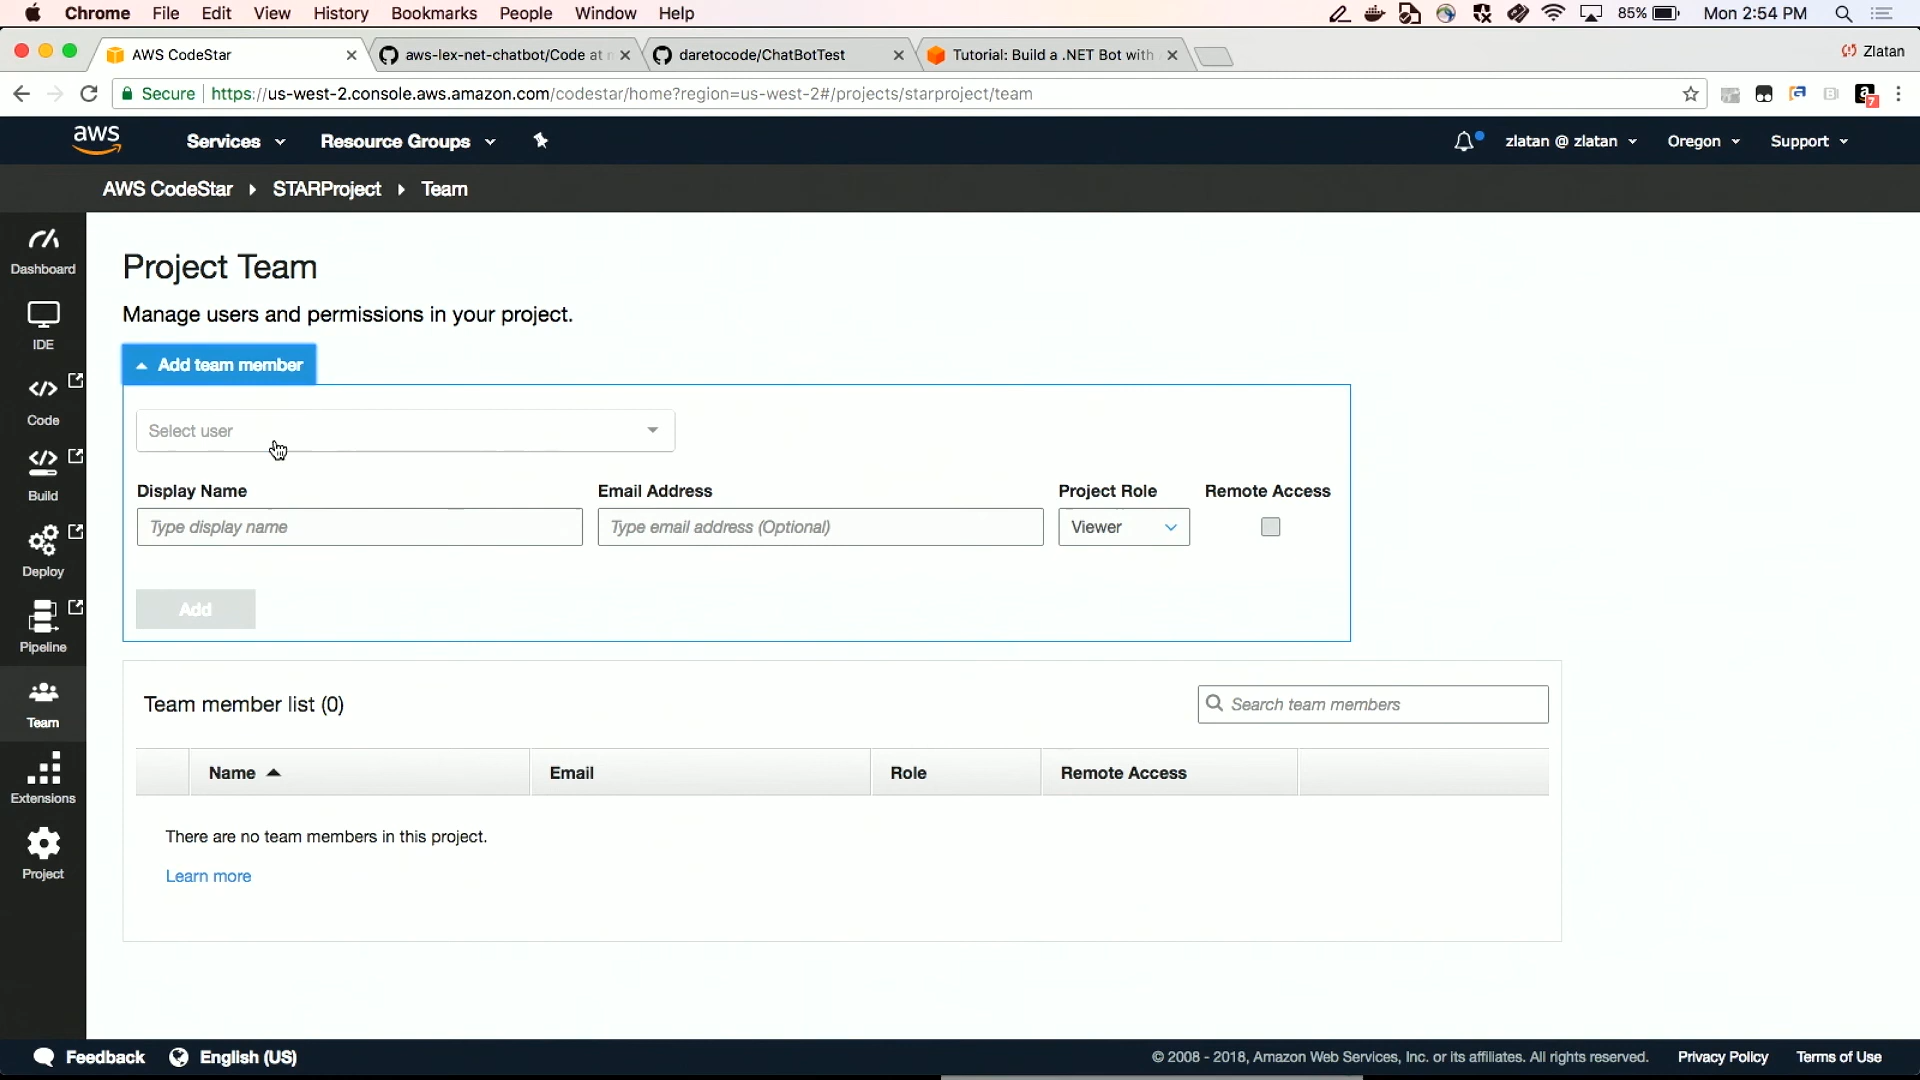 Chrome File Edit View History Bookmarks People Window Help 85% Mon 2:54 PM
AWS CodeStar aws-lex-net-chatbot/Code at daretocode/ChatBotTest Tutorial: Build a .NET Bot with Zlatan
Secure https://us-west-2.console.aws.amazon.com/codestar/home?region=us-west-2#/projects/starproject/team 7
aws Services Resource Groups zlatan @ zlatan Oregon Support
AWS CodeStar STARProject Team
Dashboard
IDE
Code
Build
Deploy
Pipeline
Team
Extensions
Project
Project Team
Manage users and permissions in your project.
Add team member
Select user
Display Name Email Address Project Role Remote Access
Type display name Type email address (Optional) Viewer
Add
Team member list (0) Search team members
Name Email Role Remote Access
There are no team members in this project.
Learn more
Feedback English (US) © 2008 - 2018, Amazon Web Services, Inc. or its affiliates. All rights reserved. Privacy Policy Terms of Use